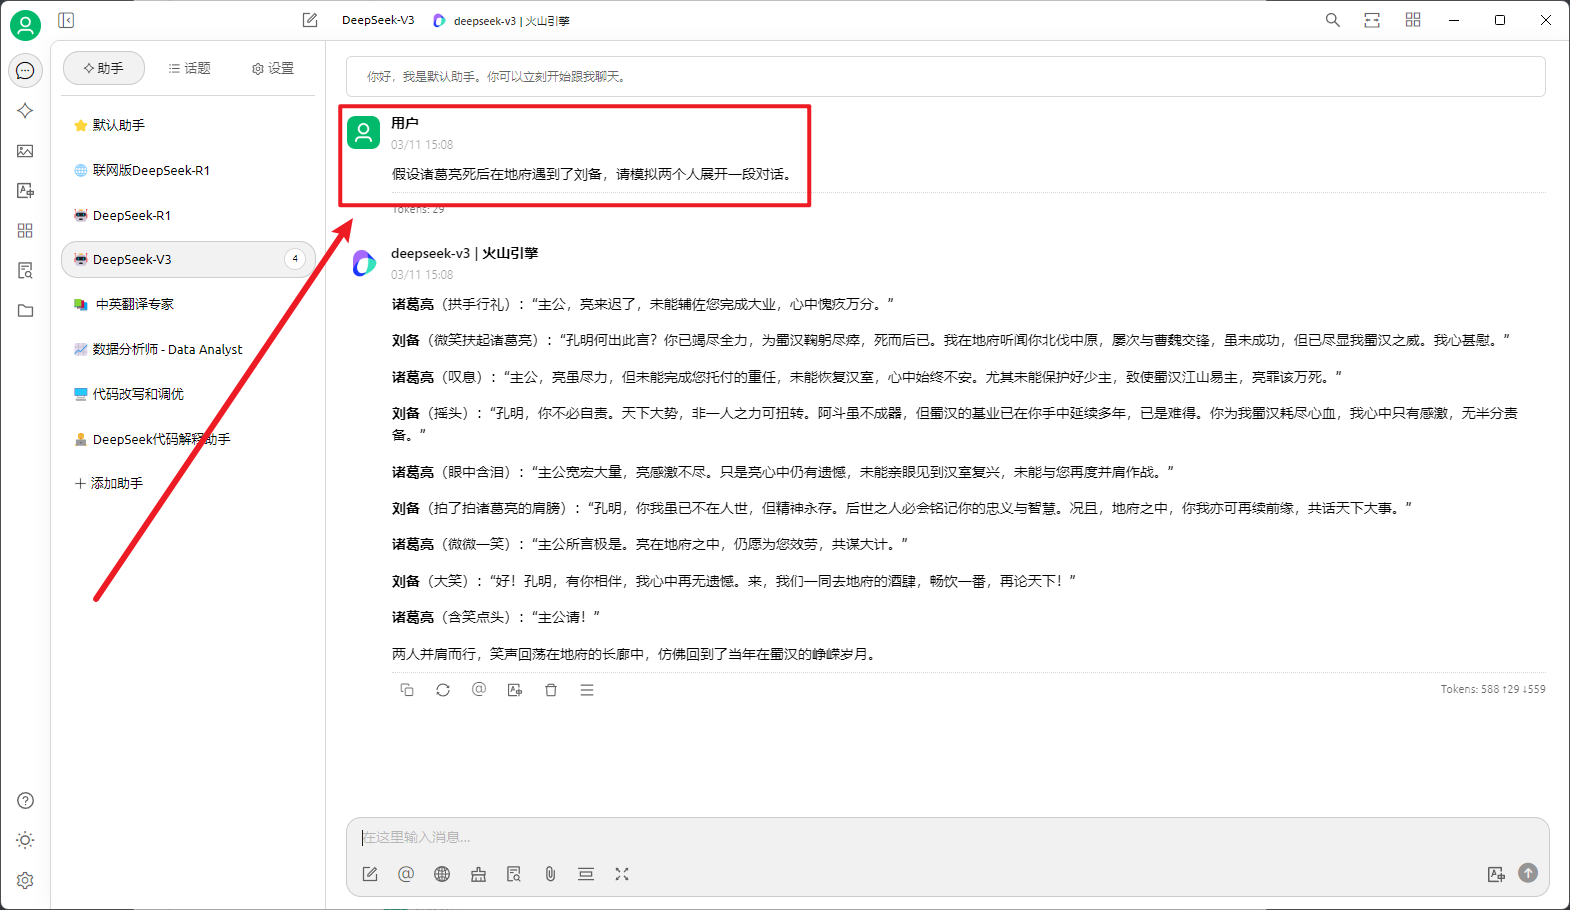 DeepSeek-V3
deepseek-v3 | 火山引擎
助手
话题
设置
默认助手
联网版DeepSeek-R1
DeepSeek-R1
DeepSeek-V3
4
中英翻译专家
数据分析师 - Data Analyst
代码改写和调优
DeepSeek代码解释助手
添加助手
你好，我是默认助手。你可以立刻开始跟我聊天。
用户
03/11 15:08
假设诸葛亮死后在地府遇到了刘备，请模拟两个人展开一段对话。
Tokens: 29
deepseek-v3 | 火山引擎
03/11 15:08
诸葛亮（拱手行礼）：“主公，亮来迟了，未能辅佐您完成大业，心中愧疚万分。”
刘备（微笑扶起诸葛亮）：“孔明何出此言？你已竭尽全力，为蜀汉鞠躬尽瘁，死而后已。我在地府听闻你北伐中原，屡次与曹魏交锋，虽未成功，但已尽显我蜀汉之威。我心甚慰。”
诸葛亮（叹息）：“主公，亮虽尽力，但未能完成您托付的重任，未能恢复汉室，心中始终不安。尤其未能保护好少主，致使蜀汉江山易主，亮罪该万死。”
刘备（摇头）：“孔明，你不必自责。天下大势，非一人之力可扭转。阿斗虽不成器，但蜀汉的基业已在你手中延续多年，已是难得。你为我蜀汉耗尽心血，我心中只有感激，无半分责
备。”
诸葛亮（眼中含泪）：“主公宽宏大量，亮感激不尽。只是亮心中仍有遗憾，未能亲眼见到汉室复兴，未能与您再度并肩作战。”
刘备（拍了拍诸葛亮的肩膀）：“孔明，你我虽已不在人世，但精神永存。后世之人必会铭记你的忠义与智慧。况且，地府之中，你我亦可再续前缘，共话天下大事。”
诸葛亮（微微一笑）：“主公所言极是。亮在地府之中，仍愿为您效劳，共谋大计。”
刘备（大笑）：“好！孔明，有你相伴，我心中再无遗憾。来，我们一同去地府的酒肆，畅饮一番，再论天下！”
诸葛亮（含笑点头）：“主公请！”
两人并肩而行，笑声回荡在地府的长廊中，仿佛回到了当年在蜀汉的峥嵘岁月。
Tokens: 588 ↑29 ↓559
在这里输入消息...